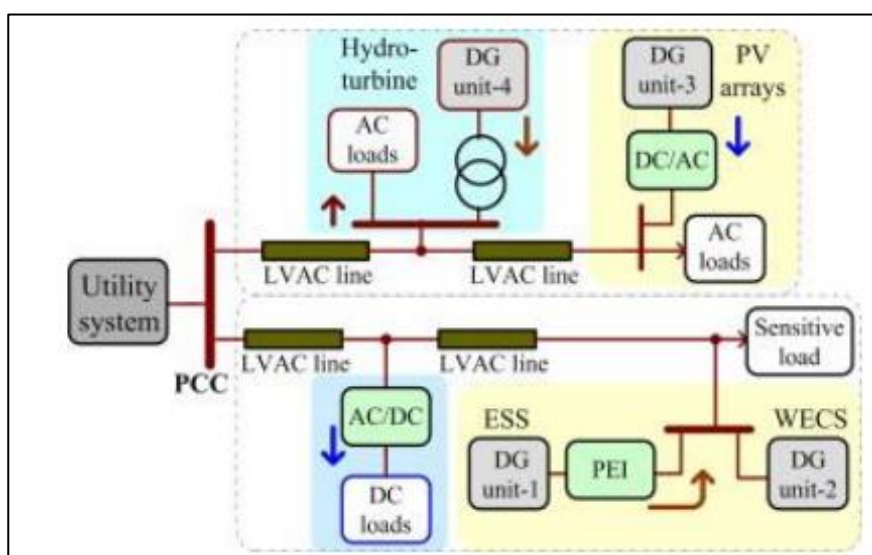 Hydro-
turbine
DG
unit-4
DG
unit-3
PV
arrays
AC
loads
DC/AC
AC
loads
LVAC line
LVAC line
Utility
system
PCC
LVAC line
LVAC line
Sensitive
load
AC/DC
DC
loads
ESS
WECS
DG
unit-1
PEI
DG
unit-2